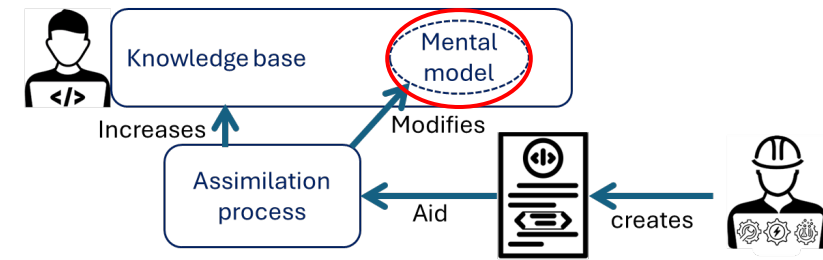 Knowledge base
Mental
model
</>
Increases
Modifies
Assimilation
process
Aid
creates